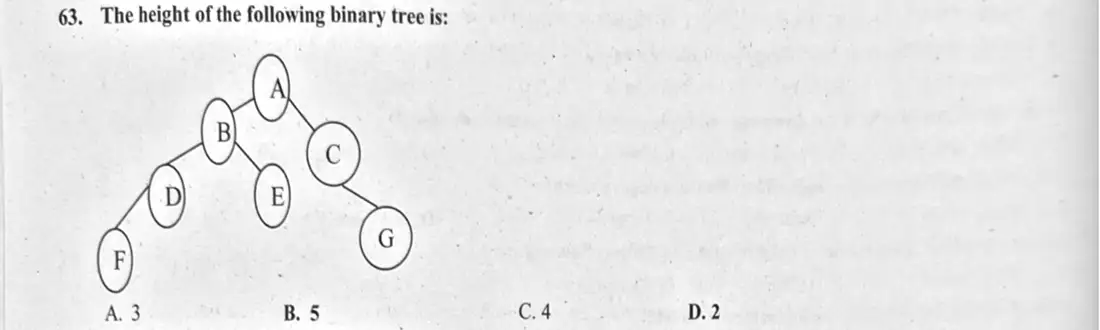 63. The height of the following binary tree is:
A
B
C
D
E
G
F
A. 3 B. 5 C. 4 D. 2